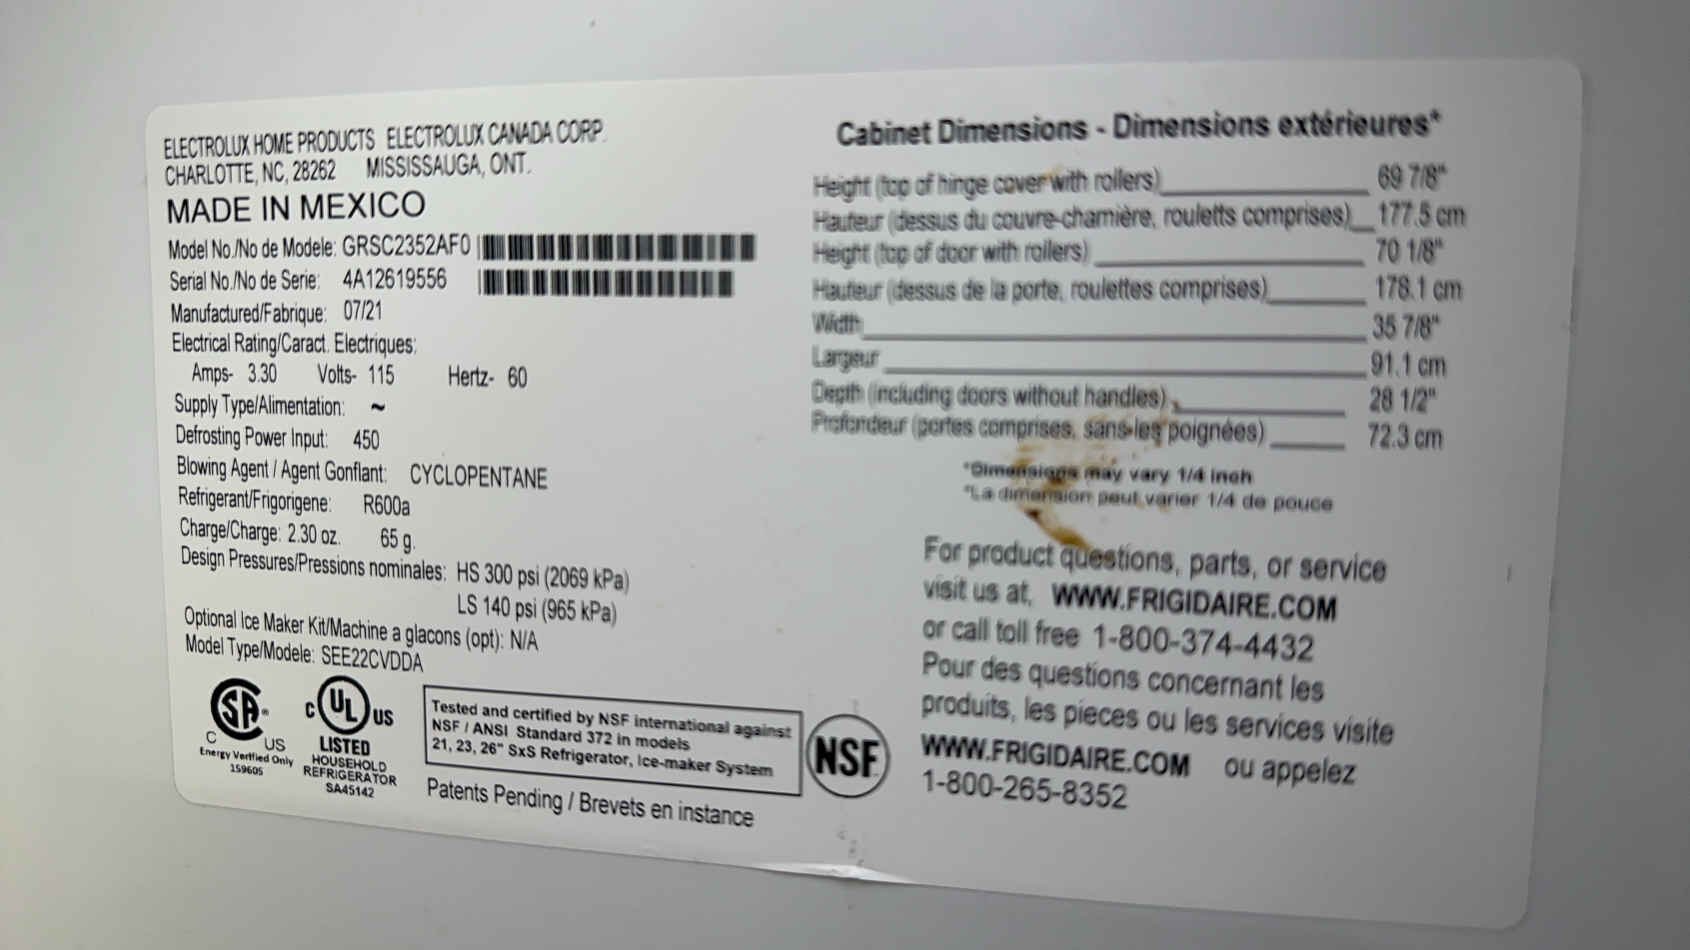 ELECTROLUX HOME PRODUCTS ELECTROLUX CANADA CORP.
CHARLOTTE, NC, 28262 MISSISSAUGA, ONT.
MADE IN MEXICO
Model No./No de Modele: GRSC2352AF0
Serial No./No de Serie: 4A12619556
Manufactured/Fabrique: 07/21
Electrical Rating/Caract. Electriques:
Amps- 3.30 Volts- 115 Hertz- 60
Supply Type/Alimentation: ~
Defrosting Power Input: 450
Blowing Agent / Agent Gonflant: CYCLOPENTANE
Refrigerant/Frigorigene: R600a
Charge/Charge: 2.30 oz. 65 g.
Design Pressures/Pressions nominales: HS 300 psi (2069 kPa)
LS 140 psi (965 kPa)
Optional Ice Maker Kit/Machine a glacons (opt): N/A
Model Type/Modele: SEE22CVDDA
SA®
C US
Energy Verified Only
159605
C UL US
LISTED
HOUSEHOLD
REFRIGERATOR
SA45142
Tested and certified by NSF international against
NSF / ANSI Standard 372 in models
21, 23, 26" SxS Refrigerator, Ice-maker System
NSF
Patents Pending / Brevets en instance
Cabinet Dimensions - Dimensions extérieures*
Height (top of hinge cover with rollers) 69 7/8"
Hauteur (dessus du couvre-charnière, rouletts comprises) 177.5 cm
Height (top of door with rollers) 70 1/8"
Hauteur (dessus de la porte, roulettes comprises) 178.1 cm
Width 35 7/8"
Largeur 91.1 cm
Depth (including doors without handles) 28 1/2"
Profondeur (portes comprises, sans les poignées) 72.3 cm
*Dimensions may vary 1/4 inch
*La dimension peut varier 1/4 de pouce
For product questions, parts, or service
visit us at, WWW.FRIGIDAIRE.COM
or call toll free 1-800-374-4432
Pour des questions concernant les
produits, les pieces ou les services visite
WWW.FRIGIDAIRE.COM ou appelez
1-800-265-8352